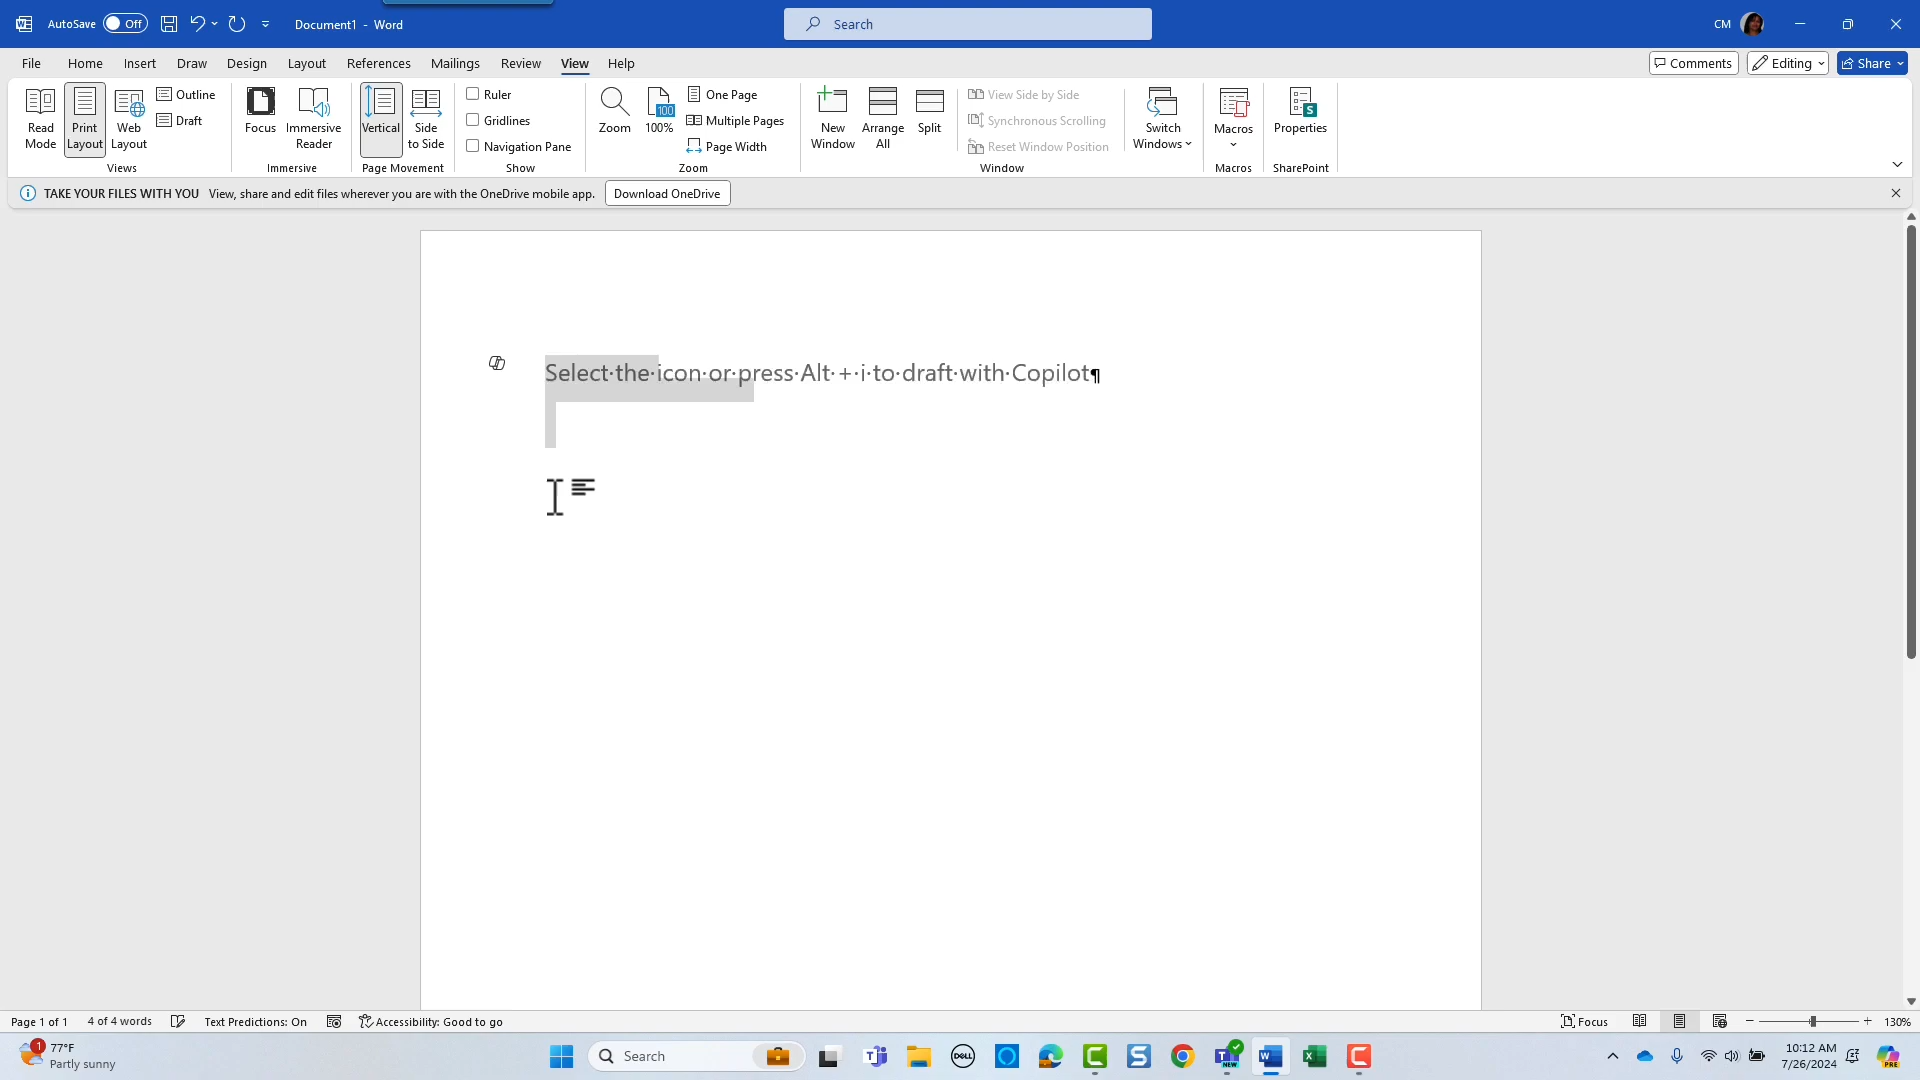 AutoSave Off Document1 - Word Search CM
File Home Insert Draw Design Layout References Mailings Review View Help Comments Editing Share
Read Mode
Print Layout
Web Layout
Outline
Draft
Views
Focus
Immersive Reader
Immersive
Vertical
Side to Side
Page Movement
Ruler
Gridlines
Navigation Pane
Show
Zoom
100
100%
One Page
Multiple Pages
Page Width
Zoom
New Window
Arrange All
Split
View Side by Side
Synchronous Scrolling
Reset Window Position
Window
Switch Windows
Macros
Macros
S
Properties
SharePoint
TAKE YOUR FILES WITH YOU View, share and edit files wherever you are with the OneDrive mobile app. Download OneDrive
Select·the·icon·or·press·Alt·+·i·to·draft·with·Copilot¶
Page 1 of 1 4 of 4 words Text Predictions: On Accessibility: Good to go Focus 130%
1
77°F
Partly sunny
Search
DELL
NEW
10:12 AM
7/26/2024
PRE